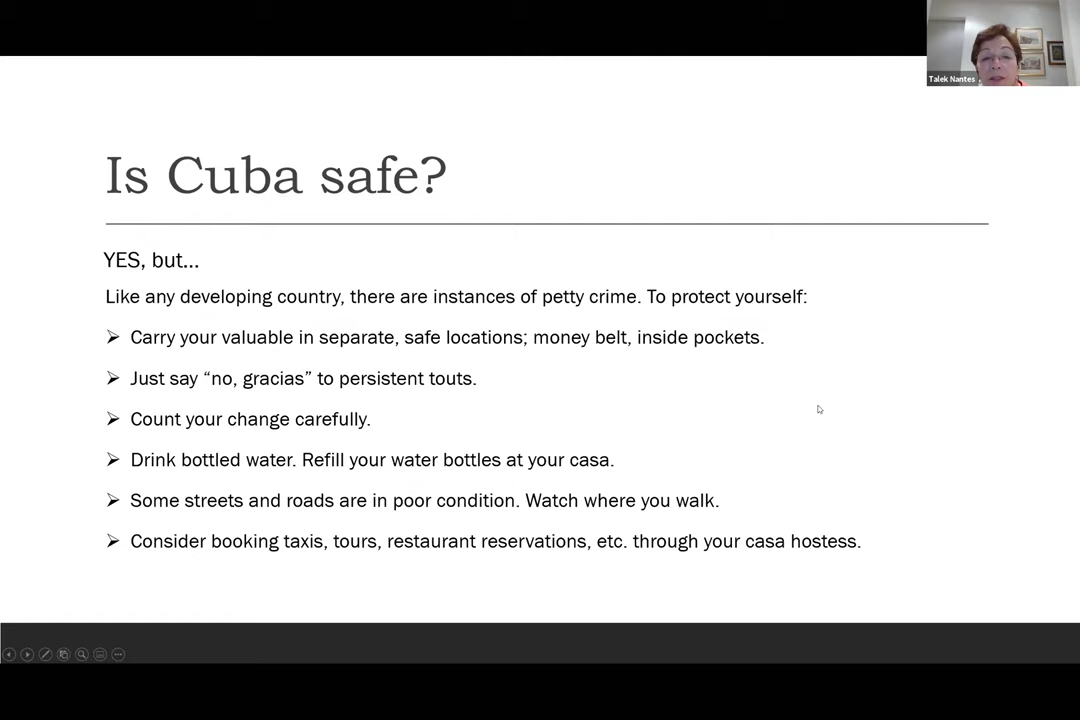 Talek Nantes
Is Cuba safe?
YES, but...
Like any developing country, there are instances of petty crime. To protect yourself:
Carry your valuable in separate, safe locations; money belt, inside pockets.
Just say “no, gracias” to persistent touts.
Count your change carefully.
Drink bottled water. Refill your water bottles at your casa.
Some streets and roads are in poor condition. Watch where you walk.
Consider booking taxis, tours, restaurant reservations, etc. through your casa hostess.